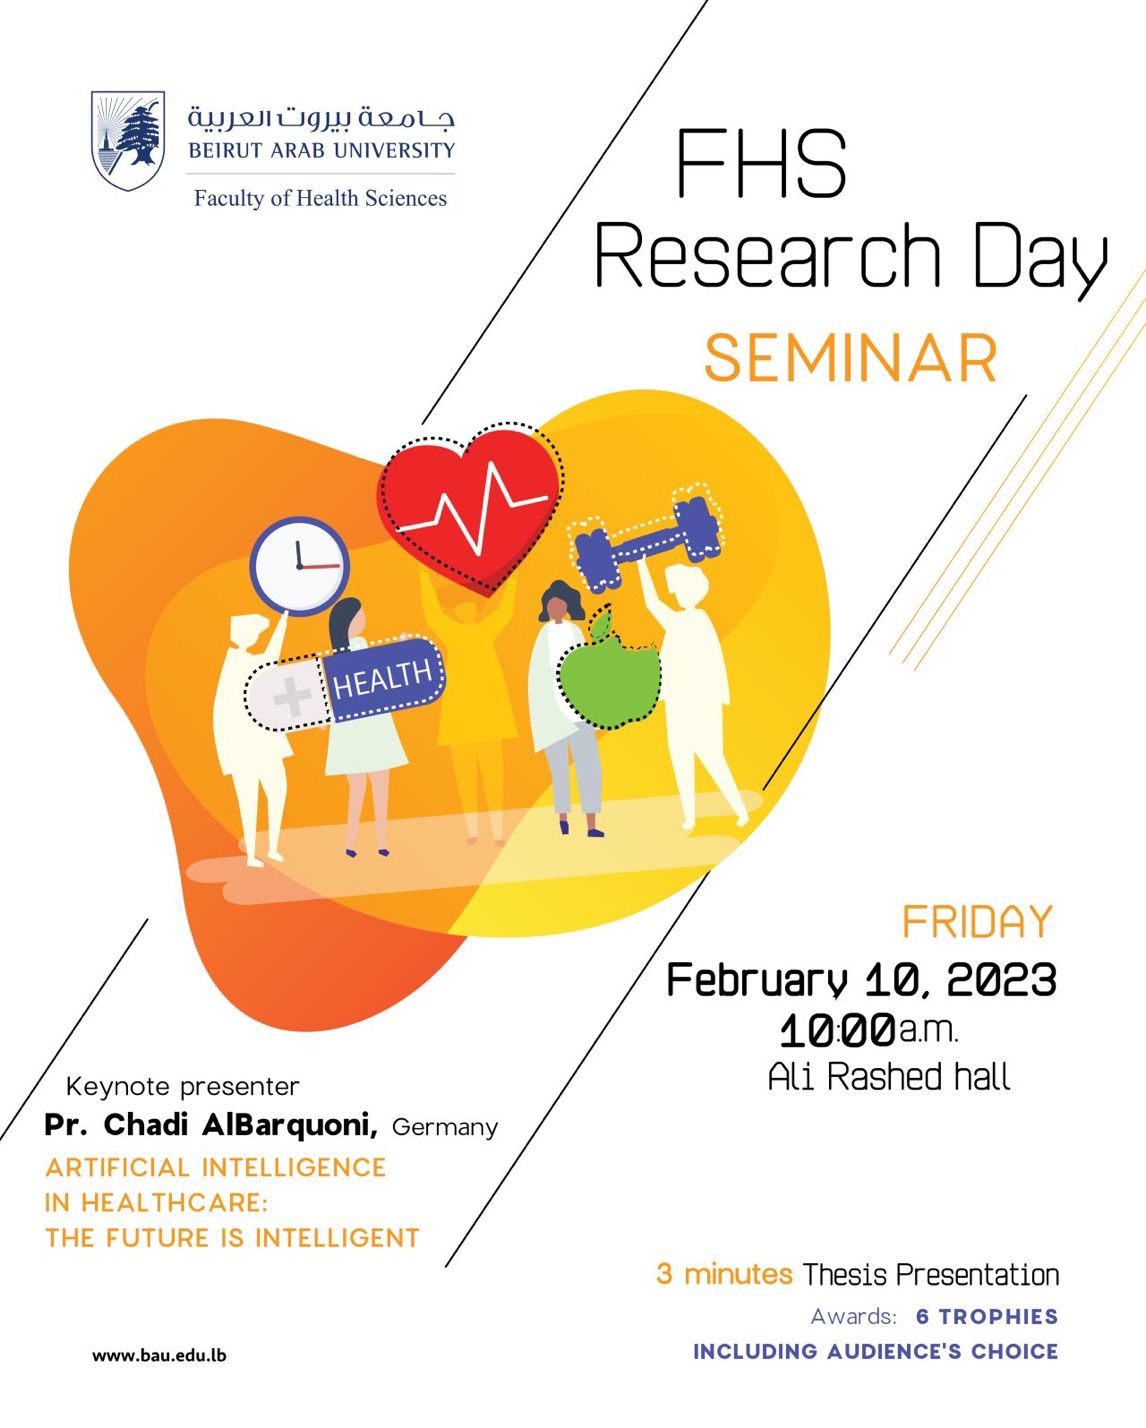 جامعة بيروت العربية
BEIRUT ARAB UNIVERSITY
Faculty of Health Sciences
FHS
Research Day
SEMINAR
HEALTH
FRIDAY
February 10, 2023
10:00 a.m.
Ali Rashed hall
Keynote presenter
Pr. Chadi AlBarquoni, Germany
ARTIFICIAL INTELLIGENCE
IN HEALTHCARE:
THE FUTURE IS INTELLIGENT
3 minutes Thesis Presentation
Awards: 6 TROPHIES
INCLUDING AUDIENCE'S CHOICE
www.bau.edu.lb